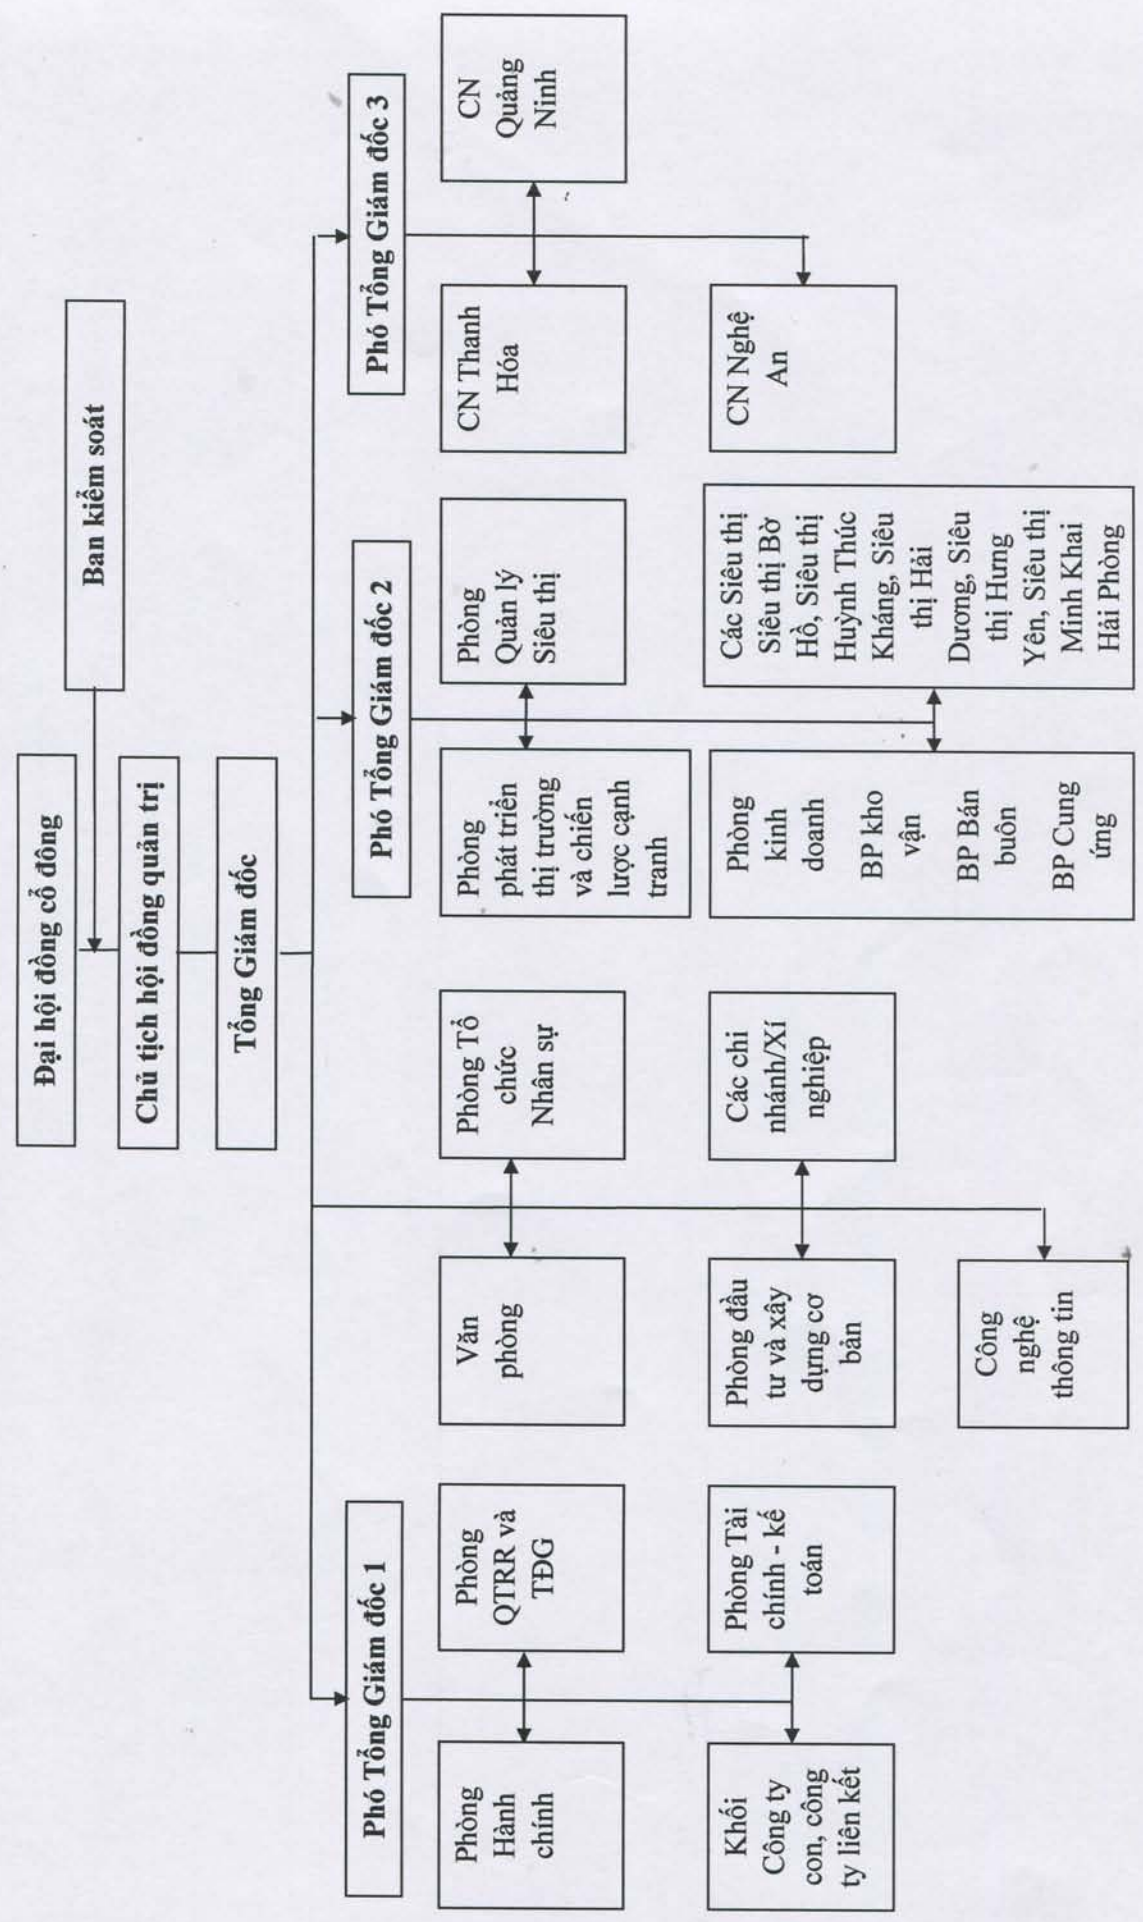 Đại hội đồng cổ đông
Ban kiểm soát
Chủ tịch hội đồng quản trị
Tổng Giám đốc
Phó Tổng Giám đốc 1
Phó Tổng Giám đốc 2
Phó Tổng Giám đốc 3
Phòng
Hành
chính
Phòng
QTRR và
TĐG
Văn
phòng
Phòng Tổ
chức
Nhân sự
Phòng
phát triển
thị trường
và chiến
lược cạnh
tranh
Phòng
Quản lý
Siêu thị
CN Thanh
Hóa
CN
Quảng
Ninh
Khối
Công ty
con, công
ty liên kết
Phòng Tài
chính - kế
toán
Phòng đầu
tư và xây
dựng cơ
bản
Các chi
nhánh/Xí
nghiệp
Phòng
kinh
doanh
BP kho
vận
BP Bán
buôn
BP Cung
ứng
Các Siêu thị
Siêu thị Bờ
Hồ, Siêu thị
Huỳnh Thúc
Kháng, Siêu
thị Hải
Dương, Siêu
thị Hưng
Yên, Siêu thị
Minh Khai
Hải Phòng
CN Nghệ
An
Công
nghệ
thông tin